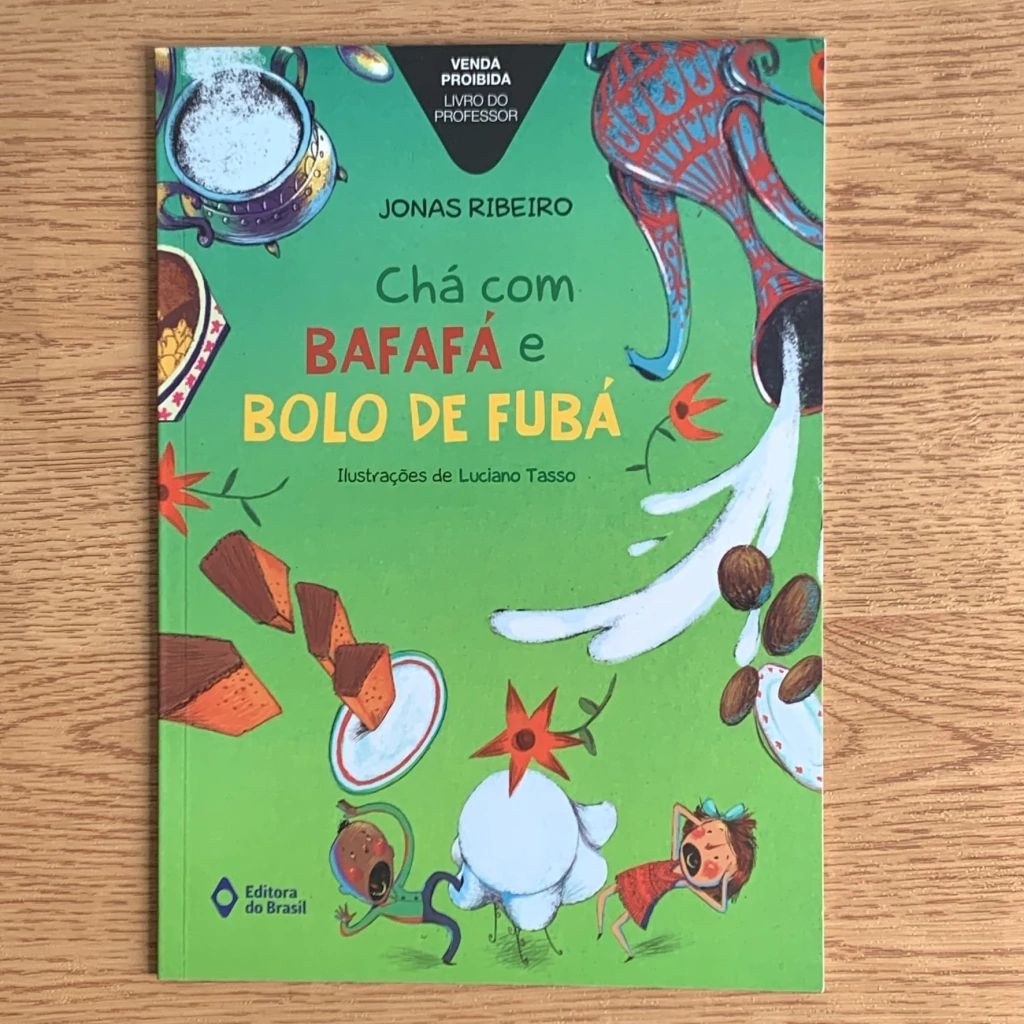 VENDA
PROIBIDA
LIVRO DO
PROFESSOR
JONAS RIBEIRO
Chá com
BAFAFÁ e
BOLO DE FUBÁ
Ilustrações de Luciano Tasso
Editora
do Brasil